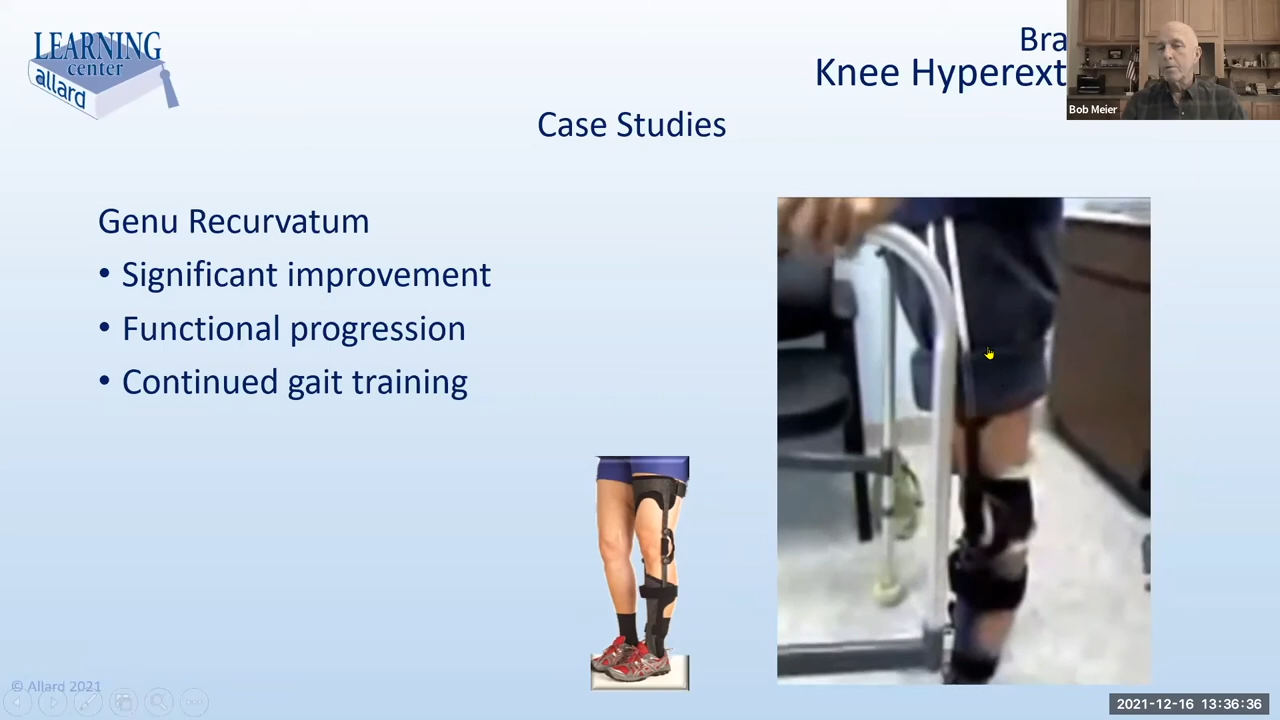 LEARNING
center
allard
Bra
Knee Hyperext
Bob Meier
Case Studies
Genu Recurvatum
• Significant improvement
• Functional progression
• Continued gait training
© Allard 2021
2021-12-16 13:36:36